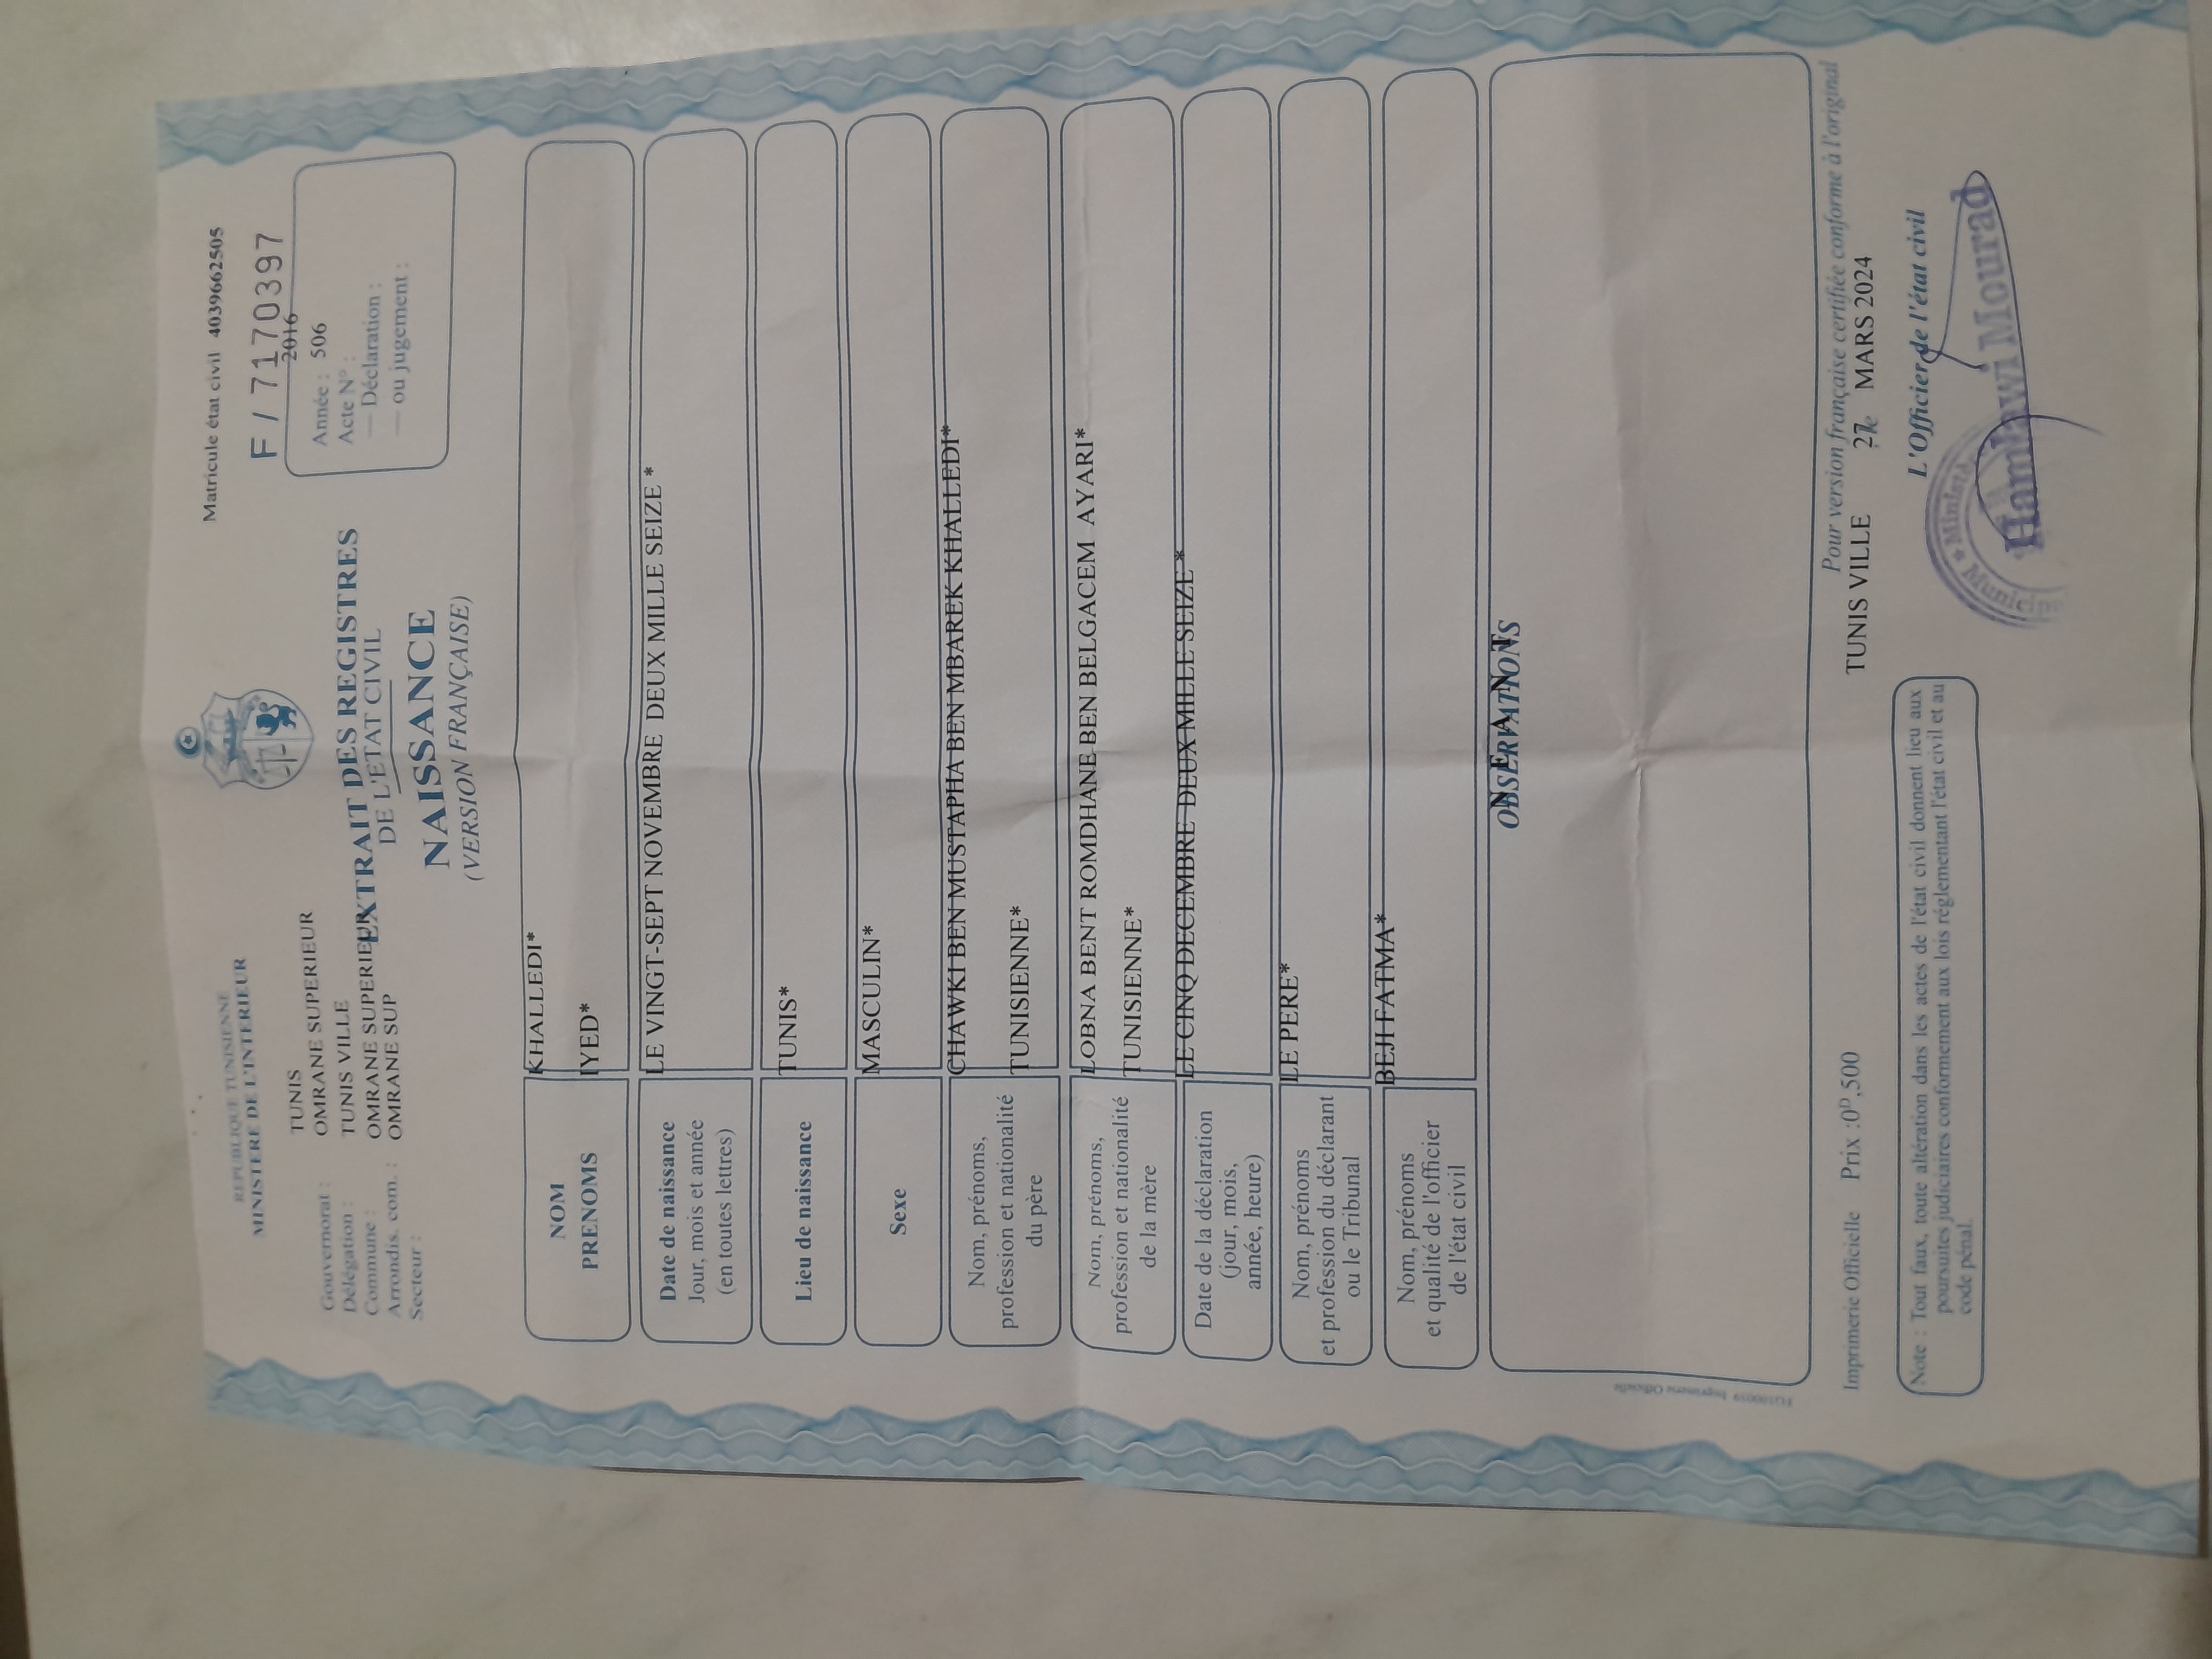 REPUBLIQUE TUNISIENNE
MINISTERE DE L'INTERIEUR
Matricule état civil 4039662505
F / 7170397
Gouvernorat : TUNIS
Délégation : OMRANE SUPERIEUR
Commune : TUNIS VILLE
Arrondis. com. : OMRANE SUPERIEUR
Secteur : OMRANE SUP
EXTRAIT DES REGISTRES
DE L'ETAT CIVIL
NAISSANCE
(VERSION FRANÇAISE)
2016
Année : 506
Acte N° :
— Déclaration :
— ou jugement :
NOM KHALLEDI*
PRENOMS IYED*
Date de naissance
Jour, mois et année
(en toutes lettres)
LE VINGT-SEPT NOVEMBRE DEUX MILLE SEIZE *
Lieu de naissance TUNIS*
Sexe MASCULIN*
Nom, prénoms,
profession et nationalité
du père
CHAWKI BEN MUSTAPHA BEN MBAREK KHALLEDI*
TUNISIENNE*
Nom, prénoms,
profession et nationalité
de la mère
LOBNA BENT ROMDHANE BEN BELGACEM AYARI*
TUNISIENNE*
Date de la déclaration
(jour, mois,
année, heure)
LE CINQ DECEMBRE DEUX MILLE SEIZE *
Nom, prénoms
et profession du déclarant
ou le Tribunal
LE PERE*
Nom, prénoms
et qualité de l'officier
de l'état civil
BEJI FATMA*
OBSERVATIONS
NEANT
Imprimerie Officielle Prix :0ᴰ,500
Pour version française certifiée conforme à l'original
TUNIS VILLE le 27 MARS 2024
L'Officier de l'état civil
Hamlawi Mourad
Note : Tout faux, toute altération dans les actes de l'état civil donnent lieu aux
poursuites judiciaires conformement aux lois réglementant l'état civil et au
code pénal.